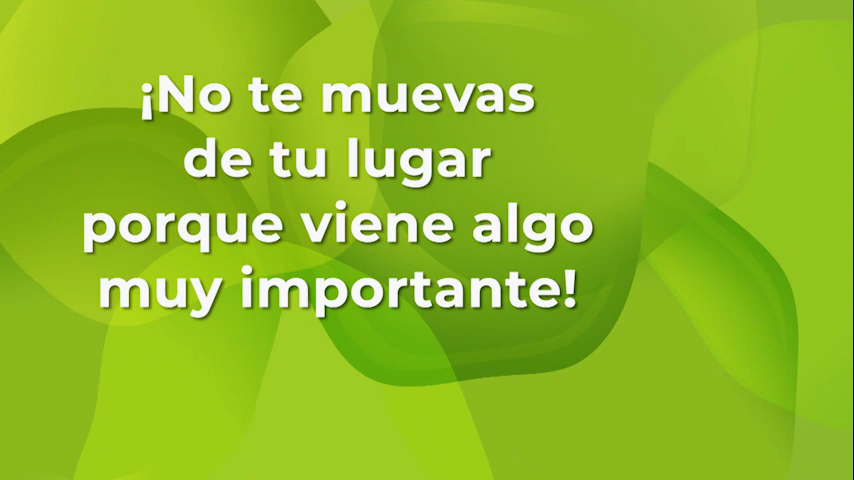 ¡No te muevas
de tu lugar
porque viene algo
muy importante!